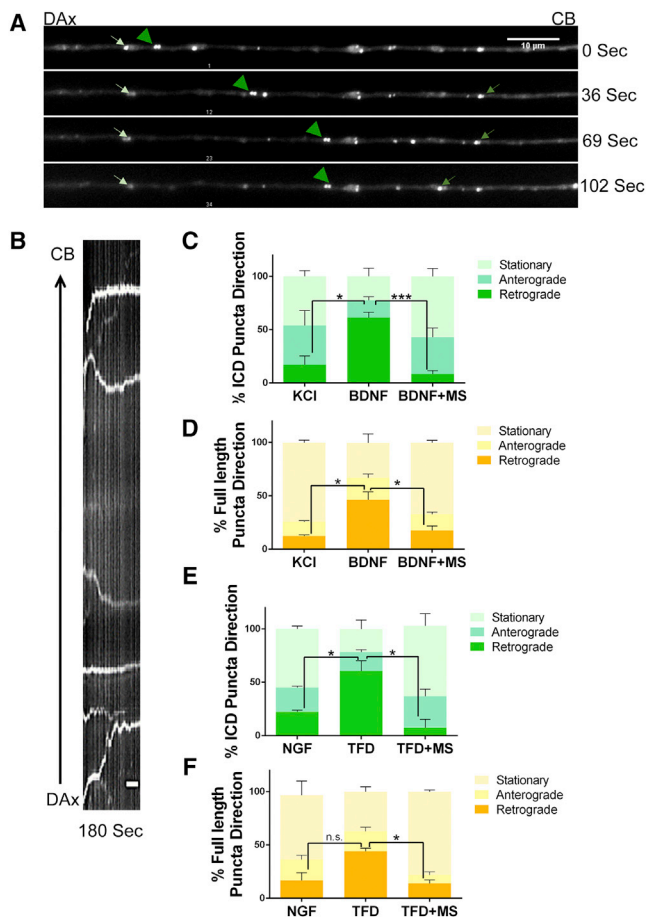 A
DAx
CB
10 µm
0 Sec
1
36 Sec
12
69 Sec
23
102 Sec
34
B
CB
DAx
180 Sec
C
% ICD Puncta Direction
100
50
0
* ***
KCl BDNF BDNF+MS
Stationary
Anterograde
Retrograde
D
% Full length
Puncta Direction
100
50
0
* *
KCl BDNF BDNF+MS
Stationary
Anterograde
Retrograde
E
% ICD Puncta Direction
100
50
0
* *
NGF TFD TFD+MS
Stationary
Anterograde
Retrograde
F
% Full length
Puncta Direction
100
50
0
n.s. *
NGF TFD TFD+MS
Stationary
Anterograde
Retrograde